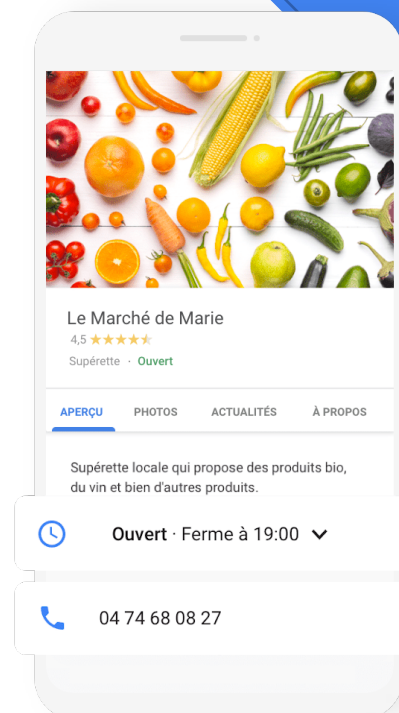 Le Marché de Marie
4,5
Supérette · Ouvert
APERÇU PHOTOS ACTUALITÉS À PROPOS
Supérette locale qui propose des produits bio,
du vin et bien d'autres produits.
Ouvert · Ferme à 19:00
04 74 68 08 27